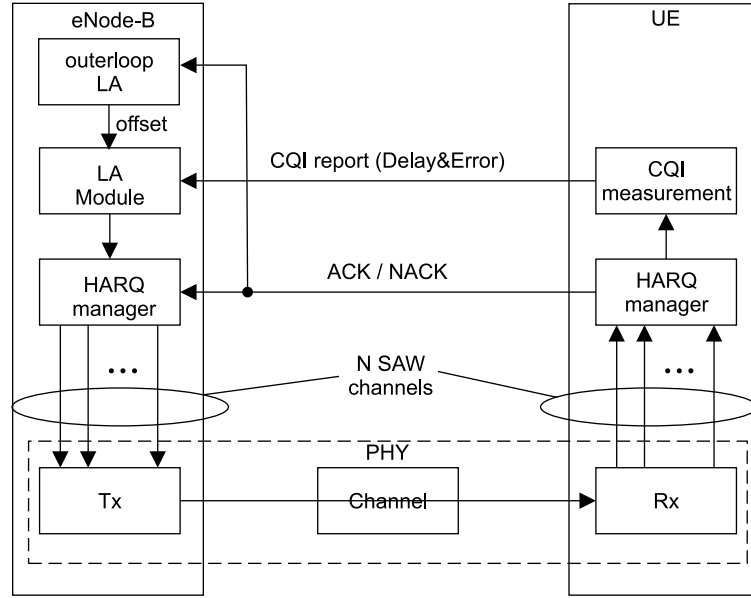 eNode-B
UE
outerloop
LA
offset
CQI report (Delay&Error)
LA
Module
CQI
measurement
ACK / NACK
HARQ
manager
HARQ
manager
...
...
N SAW
channels
PHY
Tx
Channel
Rx